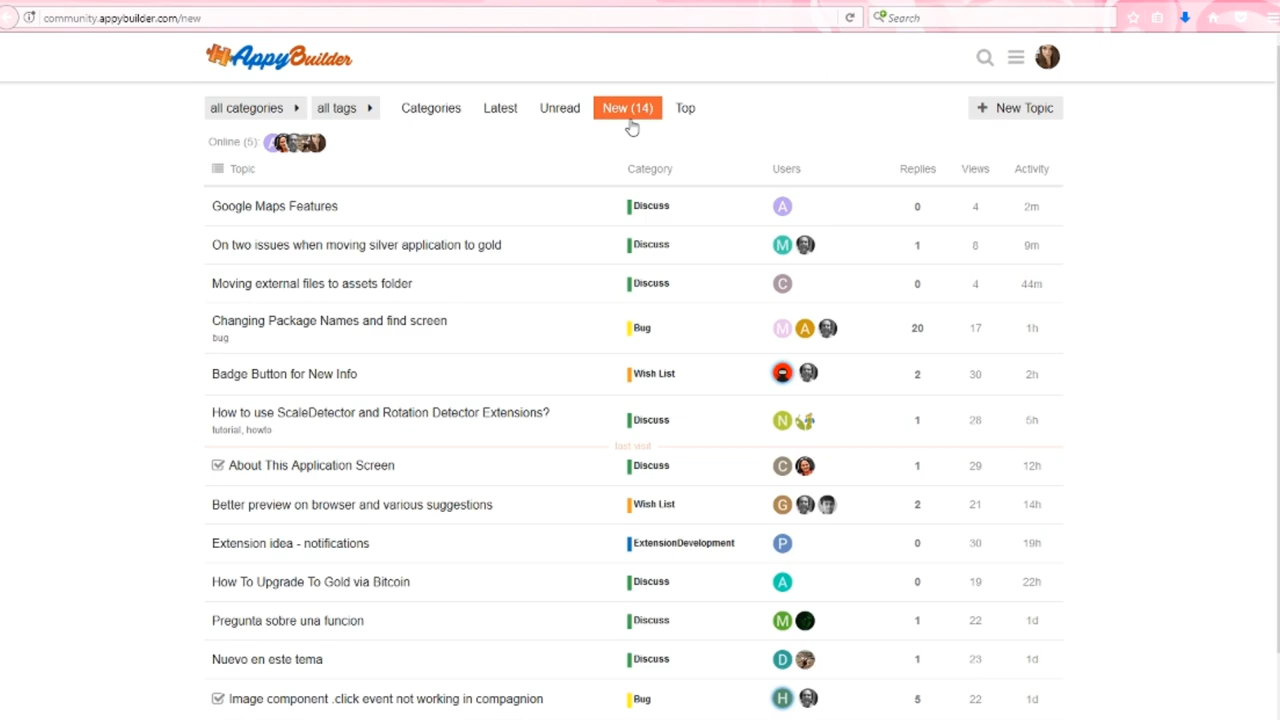 community.appybuilder.com/new
Search
AppyBuilder
all categories all tags Categories Latest Unread New (14) Top + New Topic
Online (5):
Topic Category Users Replies Views Activity
Google Maps Features Discuss A 0 4 2m
On two issues when moving silver application to gold Discuss M 1 8 9m
Moving external files to assets folder Discuss C 0 4 44m
Changing Package Names and find screen Bug M A 20 17 1h
bug
Badge Button for New Info Wish List 2 30 2h
How to use ScaleDetector and Rotation Detector Extensions? Discuss N 1 28 5h
tutorial, howto
last visit
About This Application Screen Discuss C 1 29 12h
Better preview on browser and various suggestions Wish List G 2 21 14h
Extension idea - notifications ExtensionDevelopment P 0 30 19h
How To Upgrade To Gold via Bitcoin Discuss A 0 19 22h
Pregunta sobre una funcion Discuss M 1 22 1d
Nuevo en este tema Discuss D 1 23 1d
Image component .click event not working in compagnion Bug H 5 22 1d